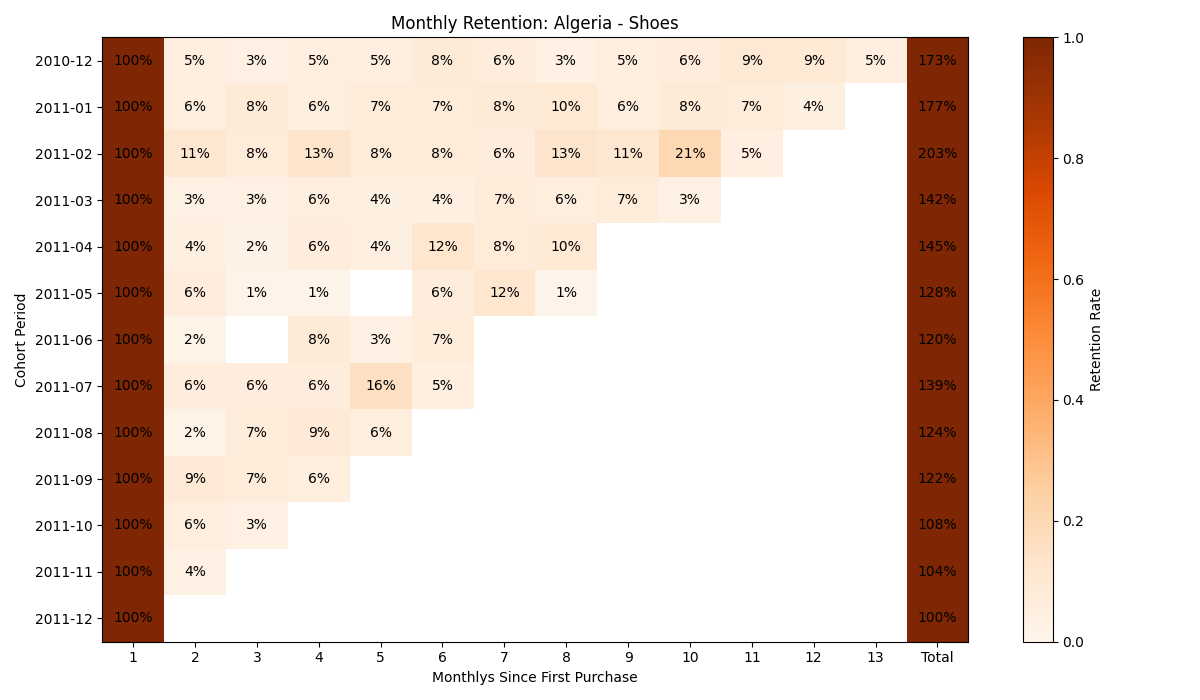 Monthly Retention: Algeria - Shoes
2010-12 100% 5% 3% 5% 5% 8% 6% 3% 5% 6% 9% 9% 5% 173%
2011-01 100% 6% 8% 6% 7% 7% 8% 10% 6% 8% 7% 4% 177%
2011-02 100% 11% 8% 13% 8% 8% 6% 13% 11% 21% 5% 203%
2011-03 100% 3% 3% 6% 4% 4% 7% 6% 7% 3% 142%
2011-04 100% 4% 2% 6% 4% 12% 8% 10% 145%
2011-05 100% 6% 1% 1% 6% 12% 1% 128%
2011-06 100% 2% 8% 3% 7% 120%
2011-07 100% 6% 6% 6% 16% 5% 139%
2011-08 100% 2% 7% 9% 6% 124%
2011-09 100% 9% 7% 6% 122%
2011-10 100% 6% 3% 108%
2011-11 100% 4% 104%
2011-12 100% 100%
1 2 3 4 5 6 7 8 9 10 11 12 13 Total
Monthlys Since First Purchase
Cohort Period
1.0
0.8
0.6
0.4
0.2
0.0
Retention Rate